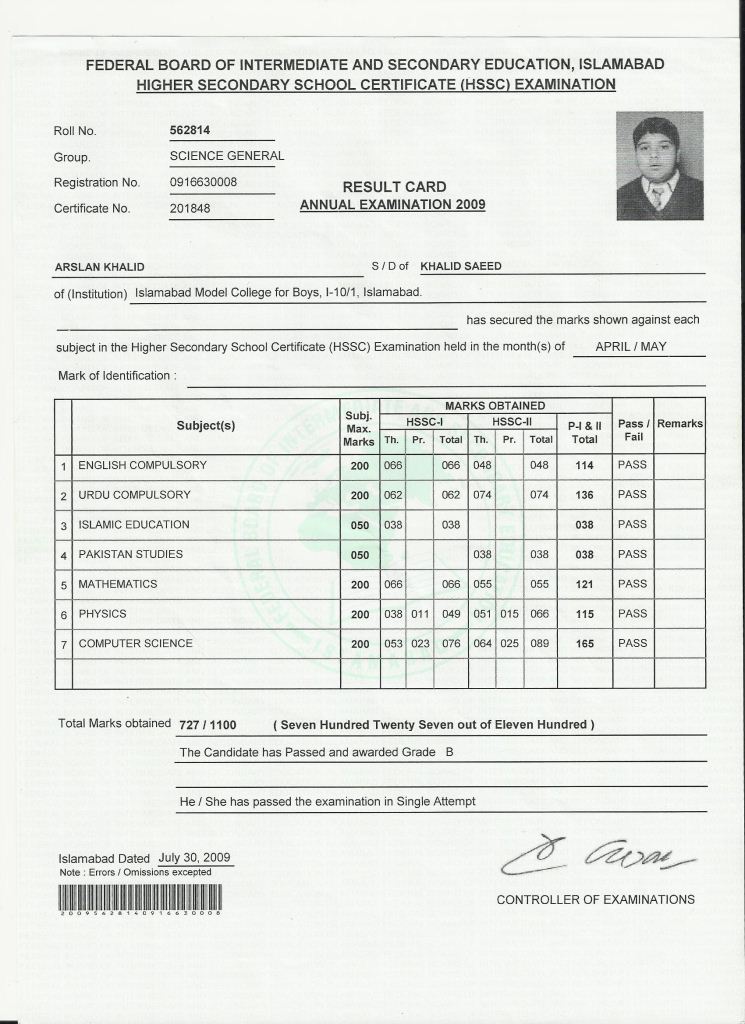 FEDERAL BOARD OF INTERMEDIATE AND SECONDARY EDUCATION, ISLAMABAD
HIGHER SECONDARY SCHOOL CERTIFICATE (HSSC) EXAMINATION
Roll No. 562814
Group. SCIENCE GENERAL
Registration No. 0916630008
Certificate No. 201848
RESULT CARD
ANNUAL EXAMINATION 2009
ARSLAN KHALID S / D of KHALID SAEED
of (Institution) Islamabad Model College for Boys, I-10/1, Islamabad.
has secured the marks shown against each
subject in the Higher Secondary School Certificate (HSSC) Examination held in the month(s) of APRIL / MAY
Mark of Identification :
Subject(s) Subj. Max. Marks MARKS OBTAINED Pass / Fail Remarks
HSSC-I HSSC-II P-I & II Total
Th. Pr. Total Th. Pr. Total
1 ENGLISH COMPULSORY 200 066 066 048 048 114 PASS
2 URDU COMPULSORY 200 062 062 074 074 136 PASS
3 ISLAMIC EDUCATION 050 038 038 038 PASS
4 PAKISTAN STUDIES 050 038 038 038 PASS
5 MATHEMATICS 200 066 066 055 055 121 PASS
6 PHYSICS 200 038 011 049 051 015 066 115 PASS
7 COMPUTER SCIENCE 200 053 023 076 064 025 089 165 PASS
Total Marks obtained 727 / 1100 ( Seven Hundred Twenty Seven out of Eleven Hundred )
The Candidate has Passed and awarded Grade B
He / She has passed the examination in Single Attempt
Islamabad Dated July 30, 2009
Note : Errors / Omissions excepted
20095628140916630008
CONTROLLER OF EXAMINATIONS